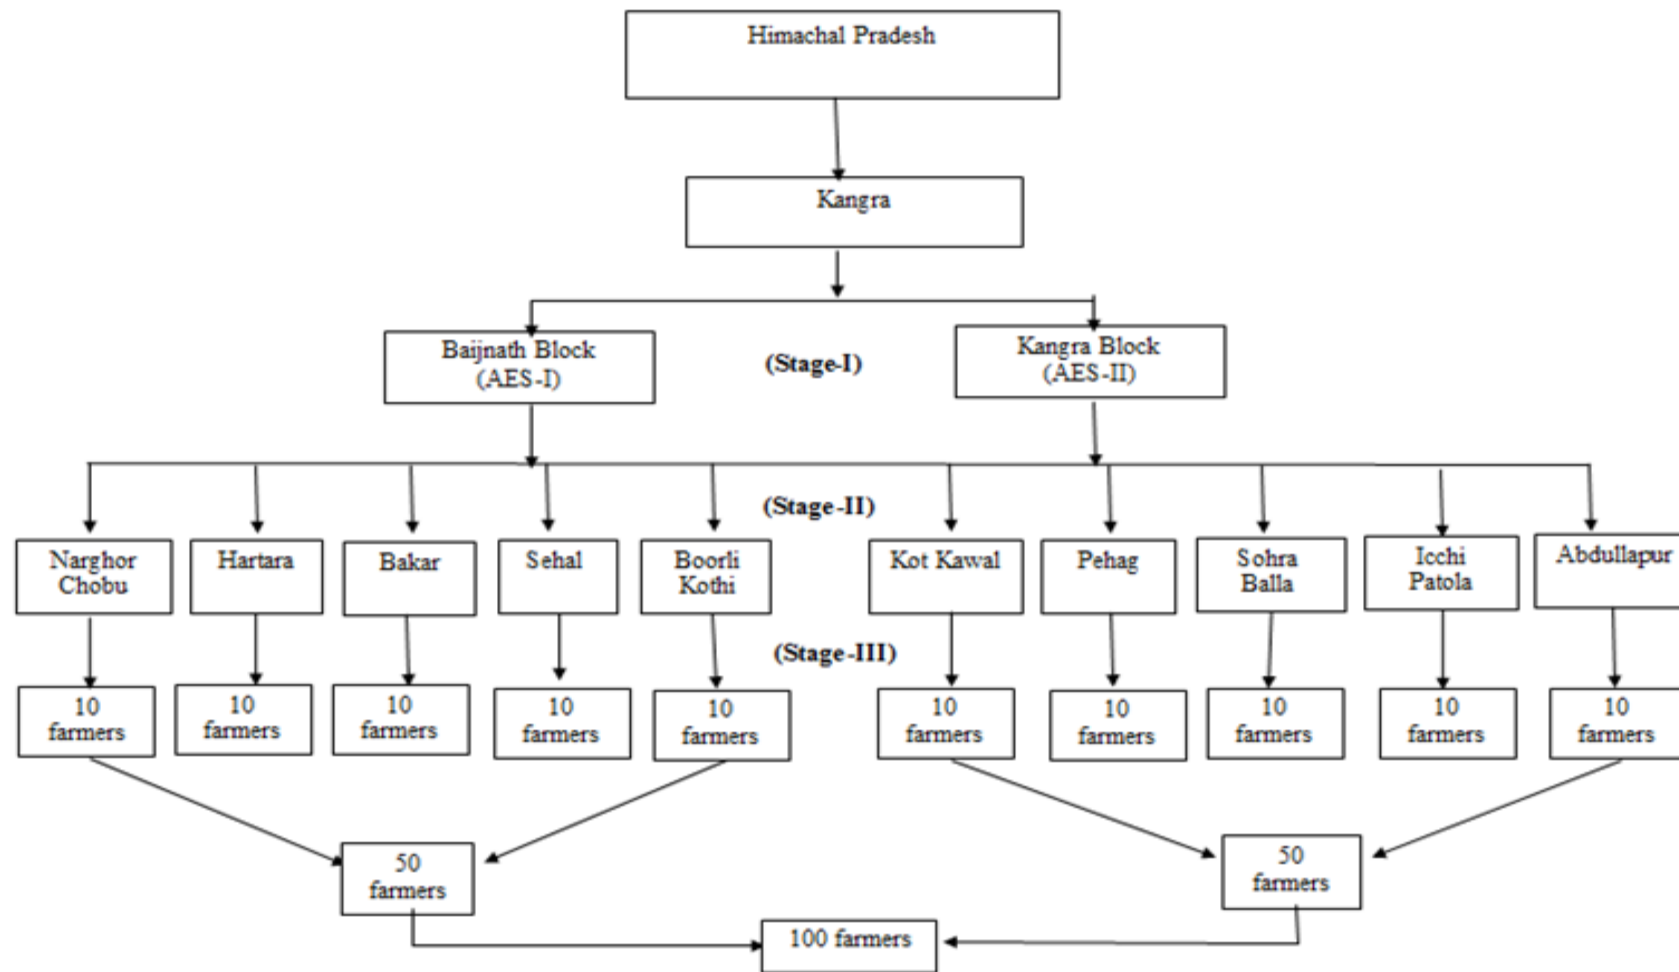 Himachal Pradesh
Kangra
Baijnath Block
(AES-I)
(Stage-I)
Kangra Block
(AES-II)
(Stage-II)
Narghor
Chobu
Hartara
Bakar
Sehal
Boorli
Kothi
Kot Kawal
Pehag
Sohra
Balla
Icchi
Patola
Abdullapur
(Stage-III)
10
farmers
10
farmers
10
farmers
10
farmers
10
farmers
10
farmers
10
farmers
10
farmers
10
farmers
10
farmers
50
farmers
50
farmers
100 farmers